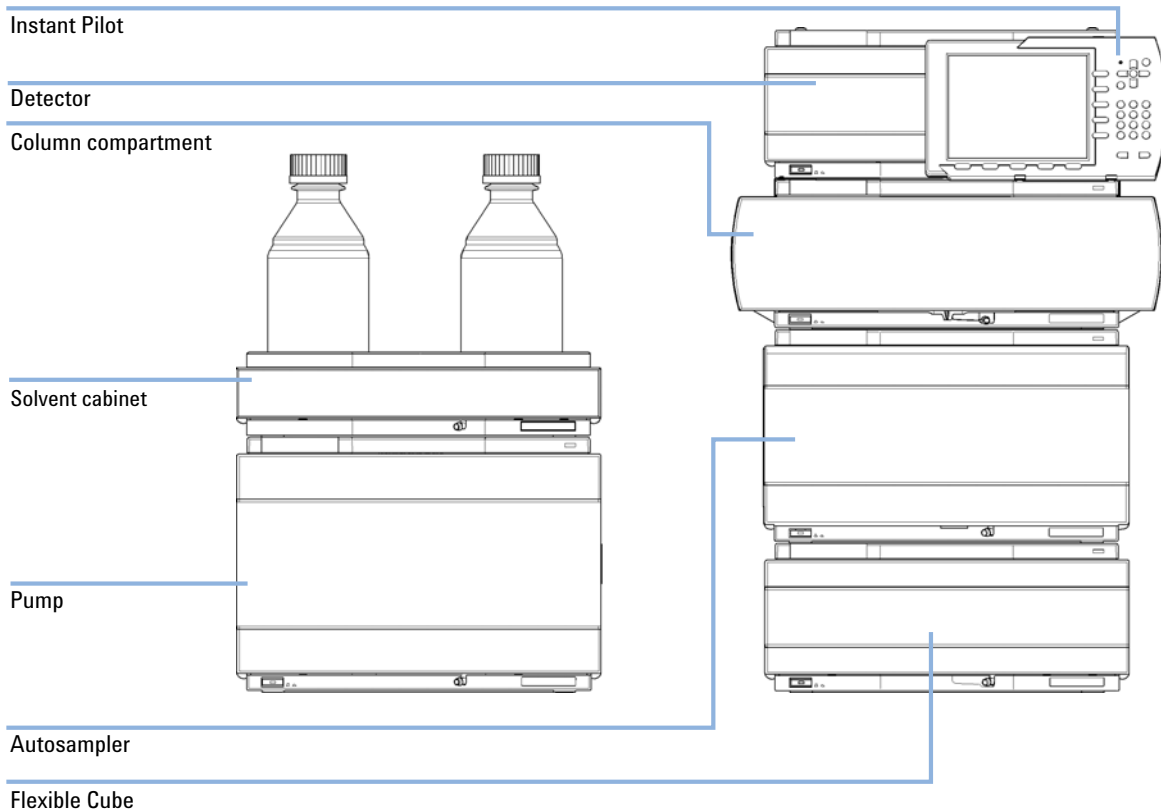 Instant Pilot
Detector
Column compartment
Solvent cabinet
Pump
Autosampler
Flexible Cube